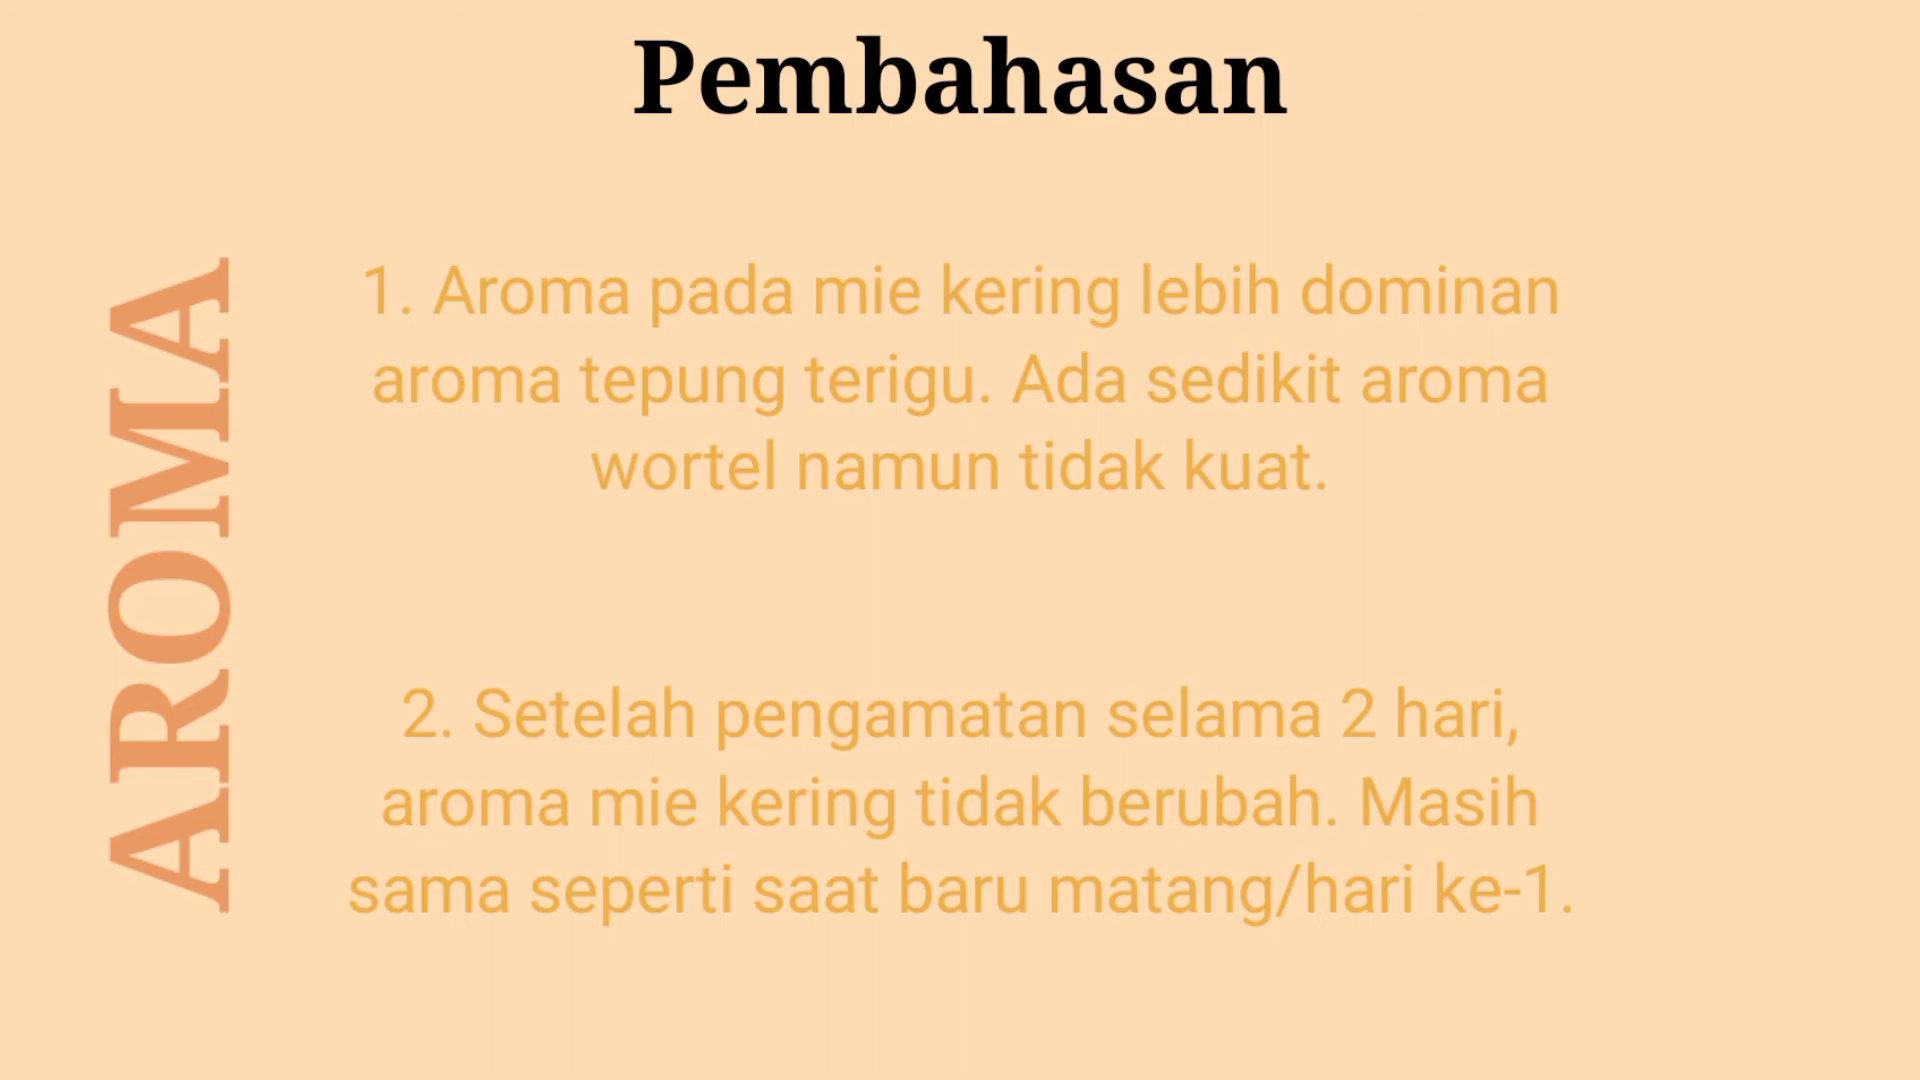 Pembahasan
AROMA
1. Aroma pada mie kering lebih dominan
aroma tepung terigu. Ada sedikit aroma
wortel namun tidak kuat.
2. Setelah pengamatan selama 2 hari,
aroma mie kering tidak berubah. Masih
sama seperti saat baru matang/hari ke-1.